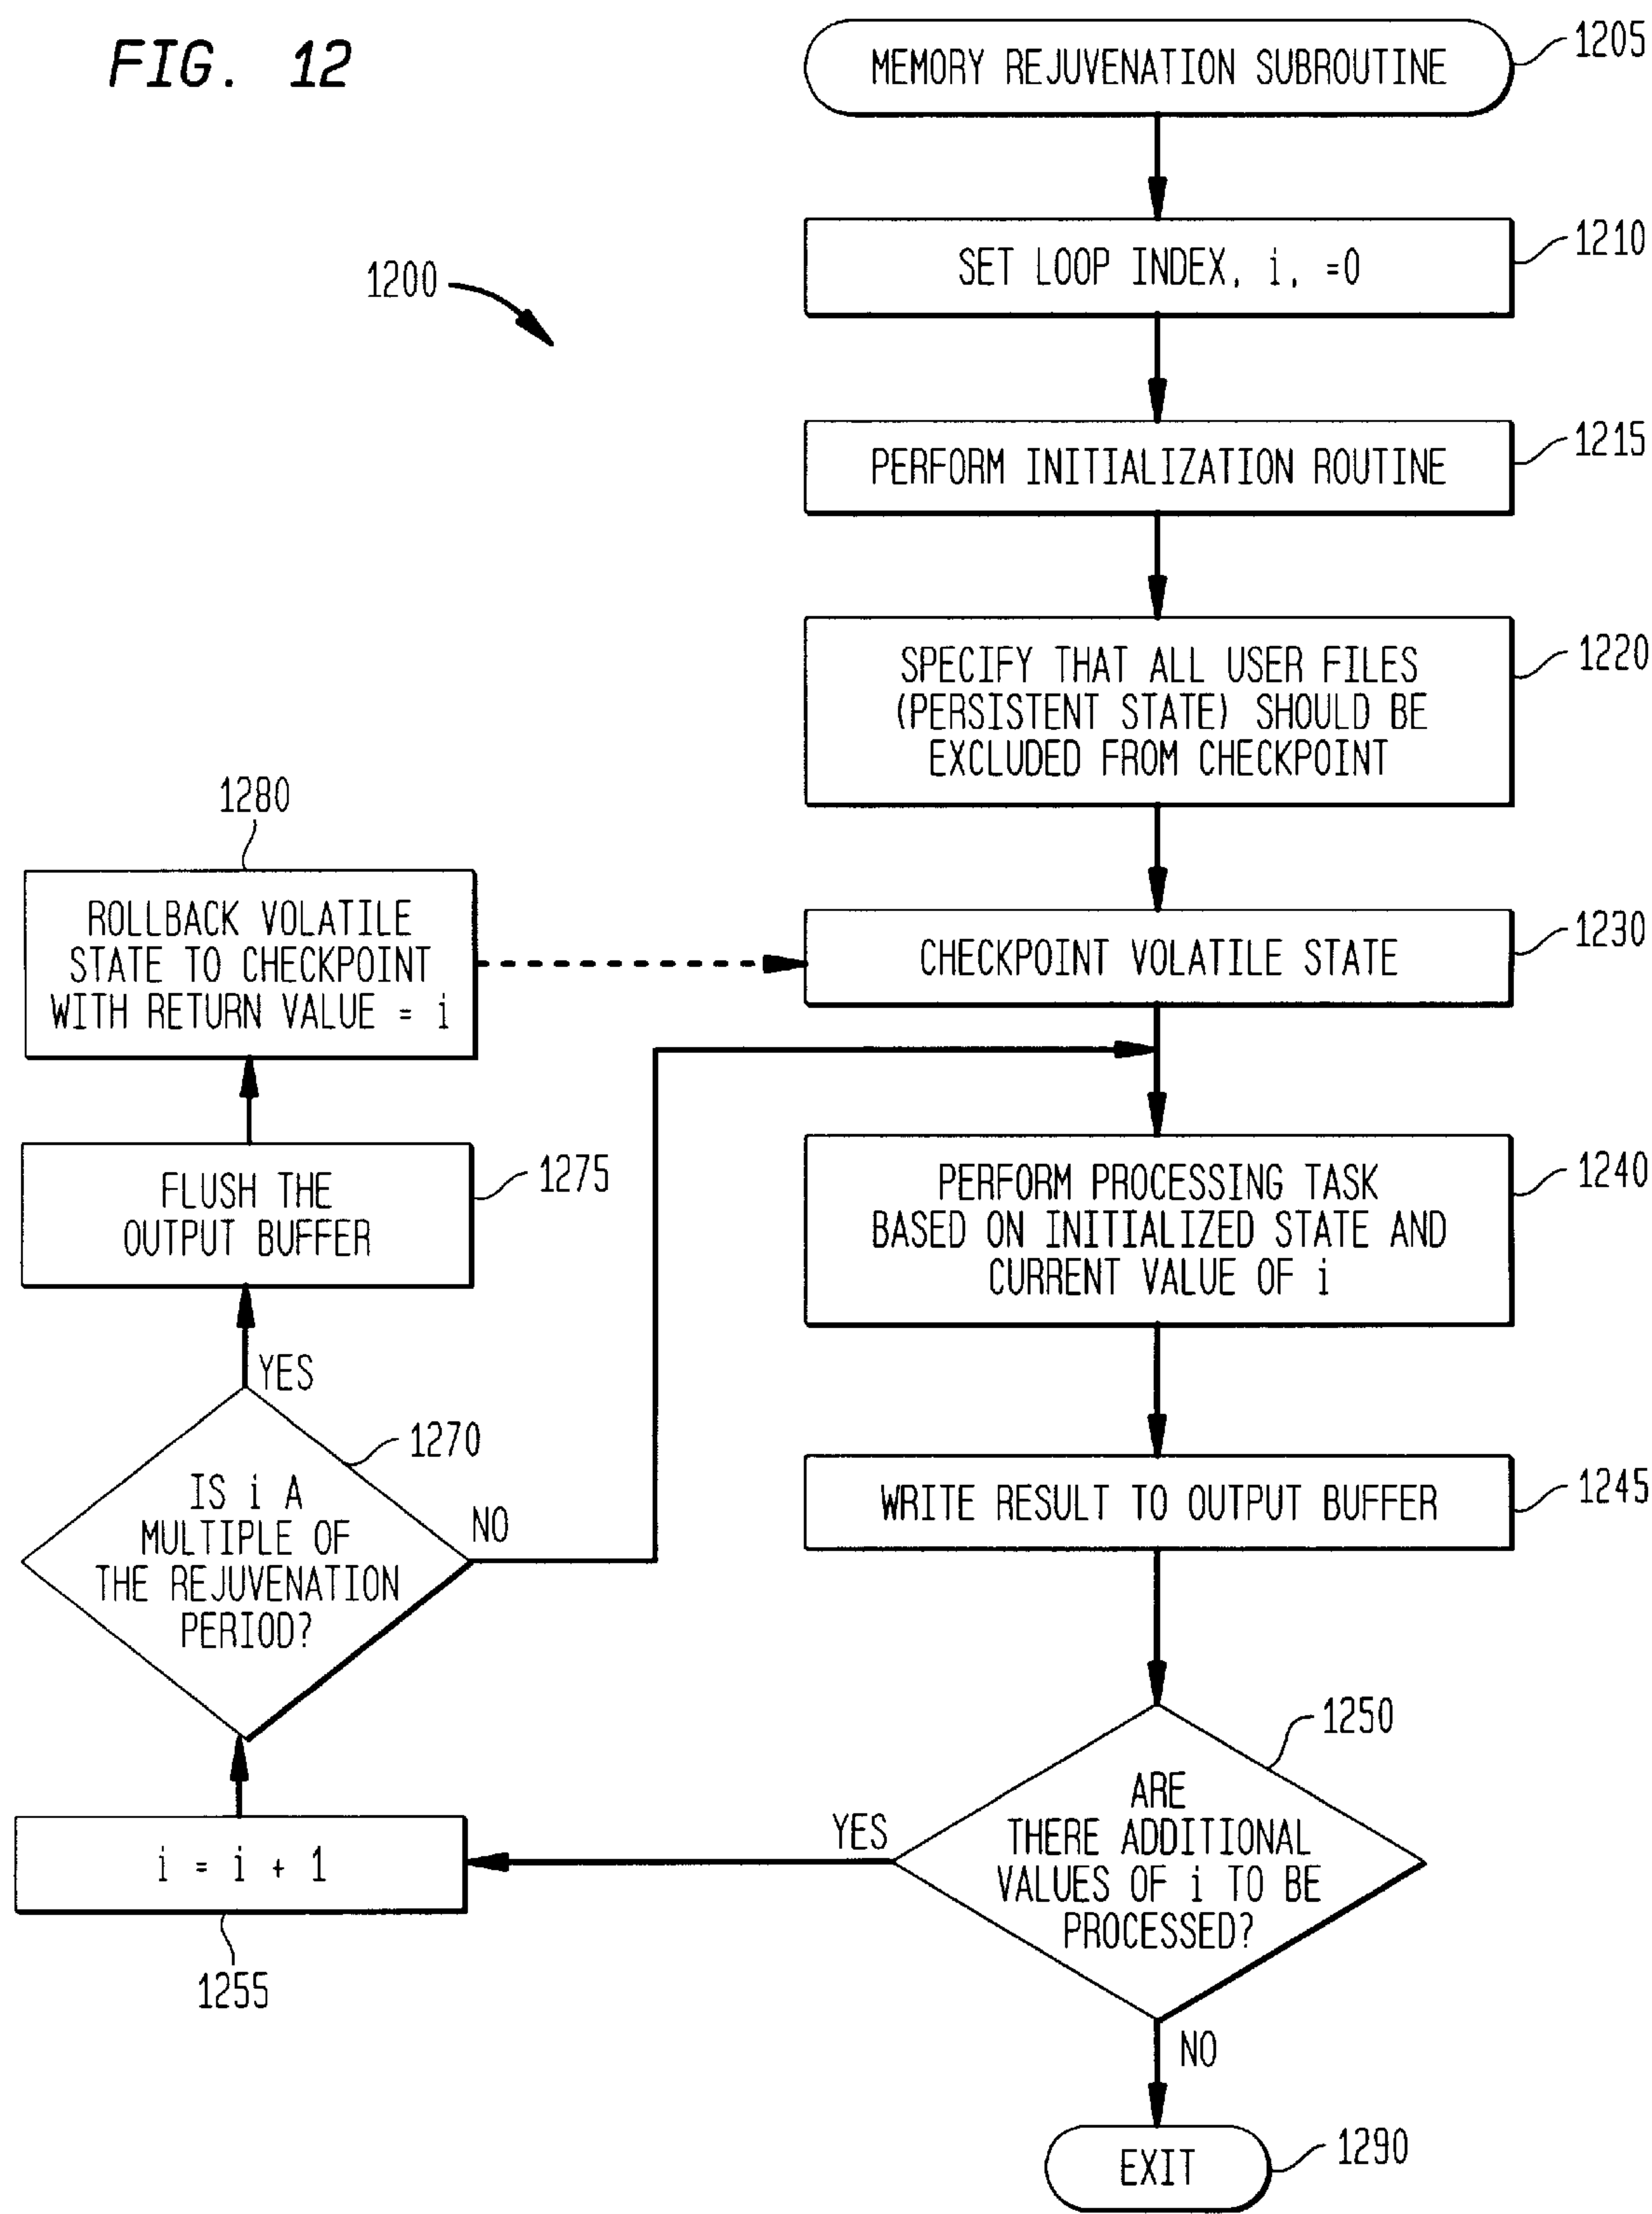 FIG. 12
MEMORY REJUVENATION SUBROUTINE
1205
SET LOOP INDEX, i, =0
1210
1200
PERFORM INITIALIZATION ROUTINE
1215
SPECIFY THAT ALL USER FILES
(PERSISTENT STATE) SHOULD BE
EXCLUDED FROM CHECKPOINT
1220
CHECKPOINT VOLATILE STATE
1230
1280
ROLLBACK VOLATILE
STATE TO CHECKPOINT
WITH RETURN VALUE = i
FLUSH THE
OUTPUT BUFFER
1275
PERFORM PROCESSING TASK
BASED ON INITIALIZED STATE AND
CURRENT VALUE OF i
1240
WRITE RESULT TO OUTPUT BUFFER
1245
YES
1270
IS i A
MULTIPLE OF
THE REJUVENATION
PERIOD?
NO
1250
ARE
THERE ADDITIONAL
VALUES OF i TO BE
PROCESSED?
YES
i = i + 1
1255
NO
EXIT
1290